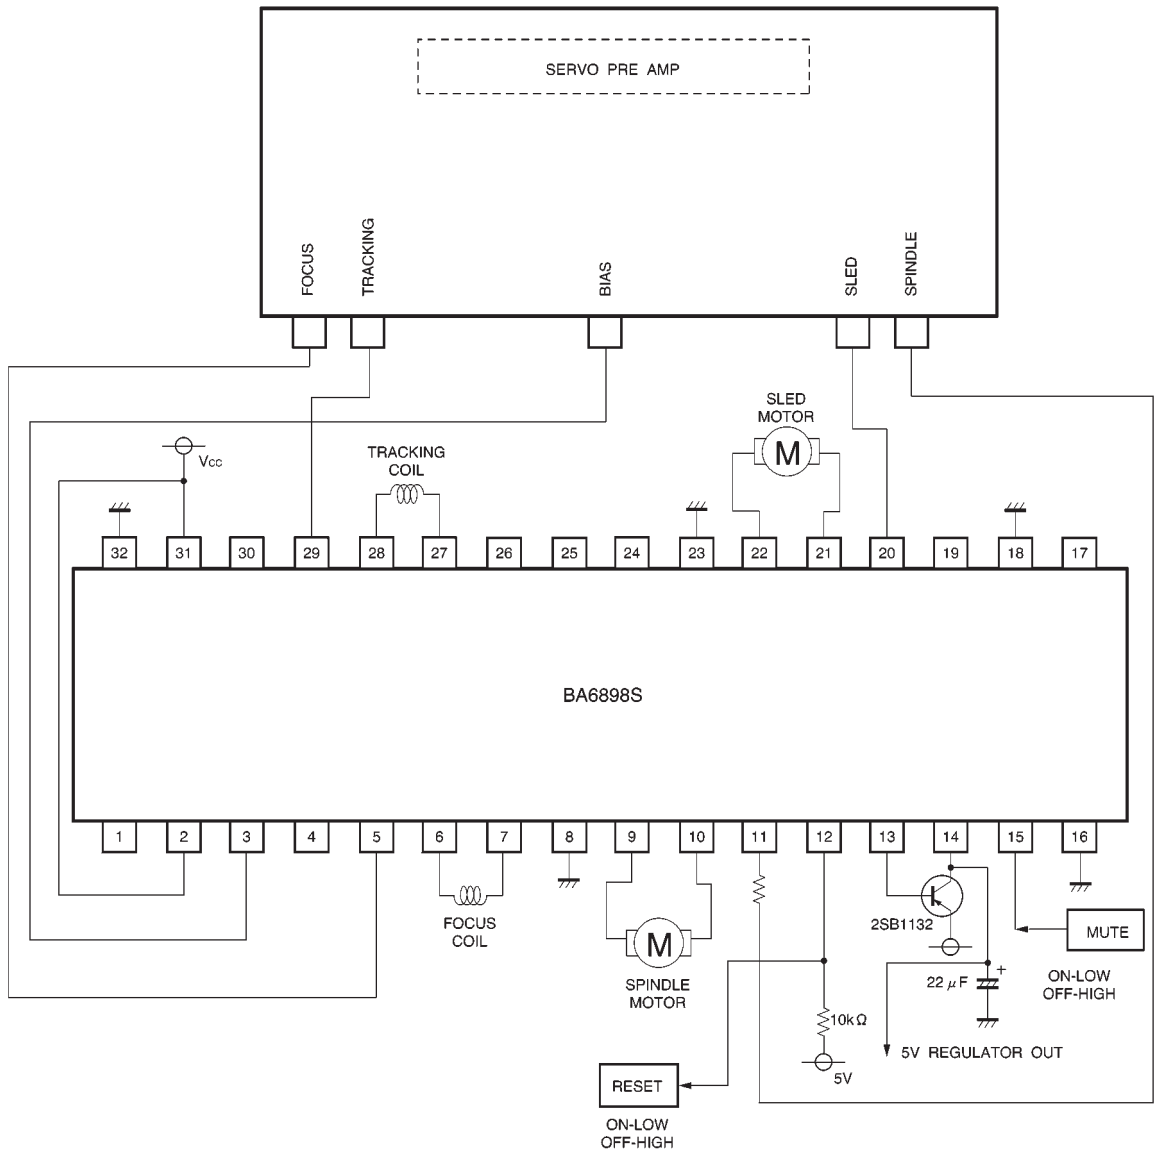 SERVO PRE AMP
FOCUS
TRACKING
BIAS
SLED
SPINDLE
SLED
MOTOR
Vcc
TRACKING
COIL
32 31 30 29 28 27 26 25 24 23 22 21 20 19 18 17
M
BA6898S
1 2 3 4 5 6 7 8 9 10 11 12 13 14 15 16
FOCUS
COIL
M
SPINDLE
MOTOR
2SB1132
MUTE
ON-LOW
OFF-HIGH
+
22 μF
10kΩ
5V REGULATOR OUT
5V
RESET
ON-LOW
OFF-HIGH